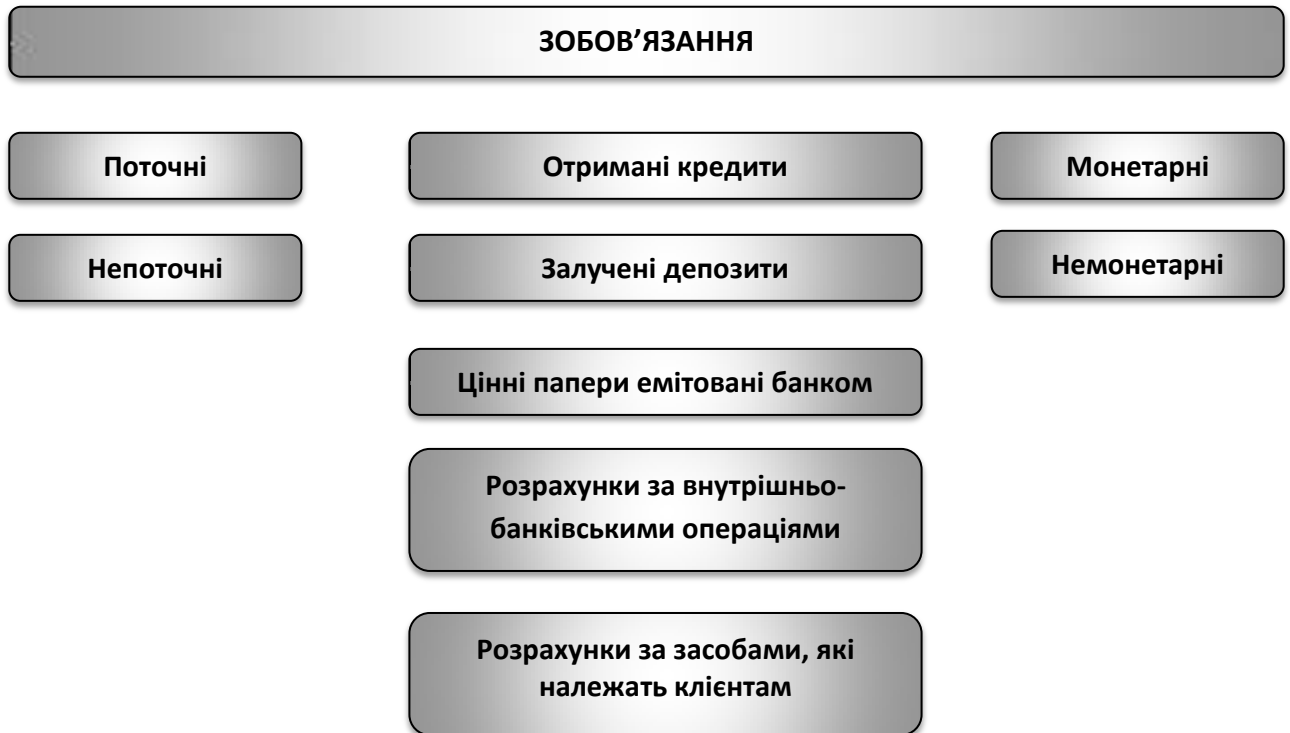 ЗОБОВ’ЯЗАННЯ
Поточні
Отримані кредити
Монетарні
Непоточні
Залучені депозити
Немонетарні
Цінні папери емітовані банком
Розрахунки за внутрішньо-
банківськими операціями
Розрахунки за засобами, які
належать клієнтам